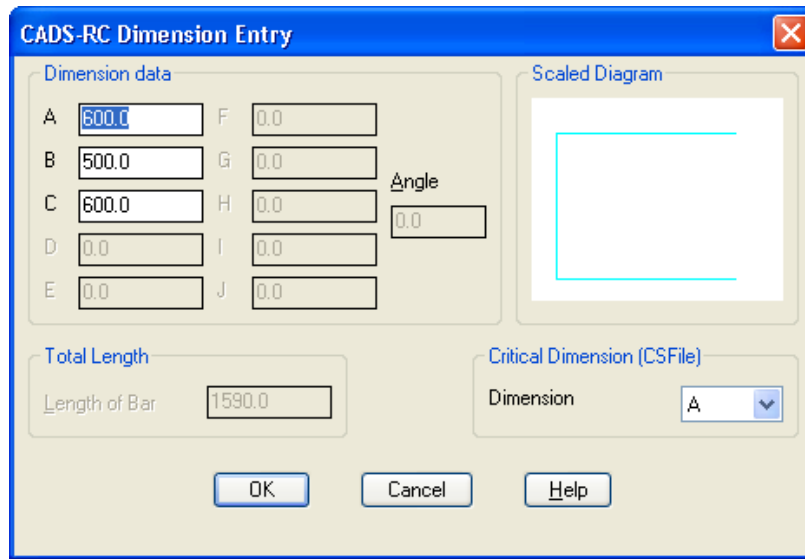 CADS-RC Dimension Entry
Dimension data
A 600.0 F 0.0
B 500.0 G 0.0
C 600.0 H 0.0
D 0.0 I 0.0
E 0.0 J 0.0
Angle
0.0
Scaled Diagram
Total Length
Length of Bar 1590.0
Critical Dimension (CSFile)
Dimension A
OK Cancel Help